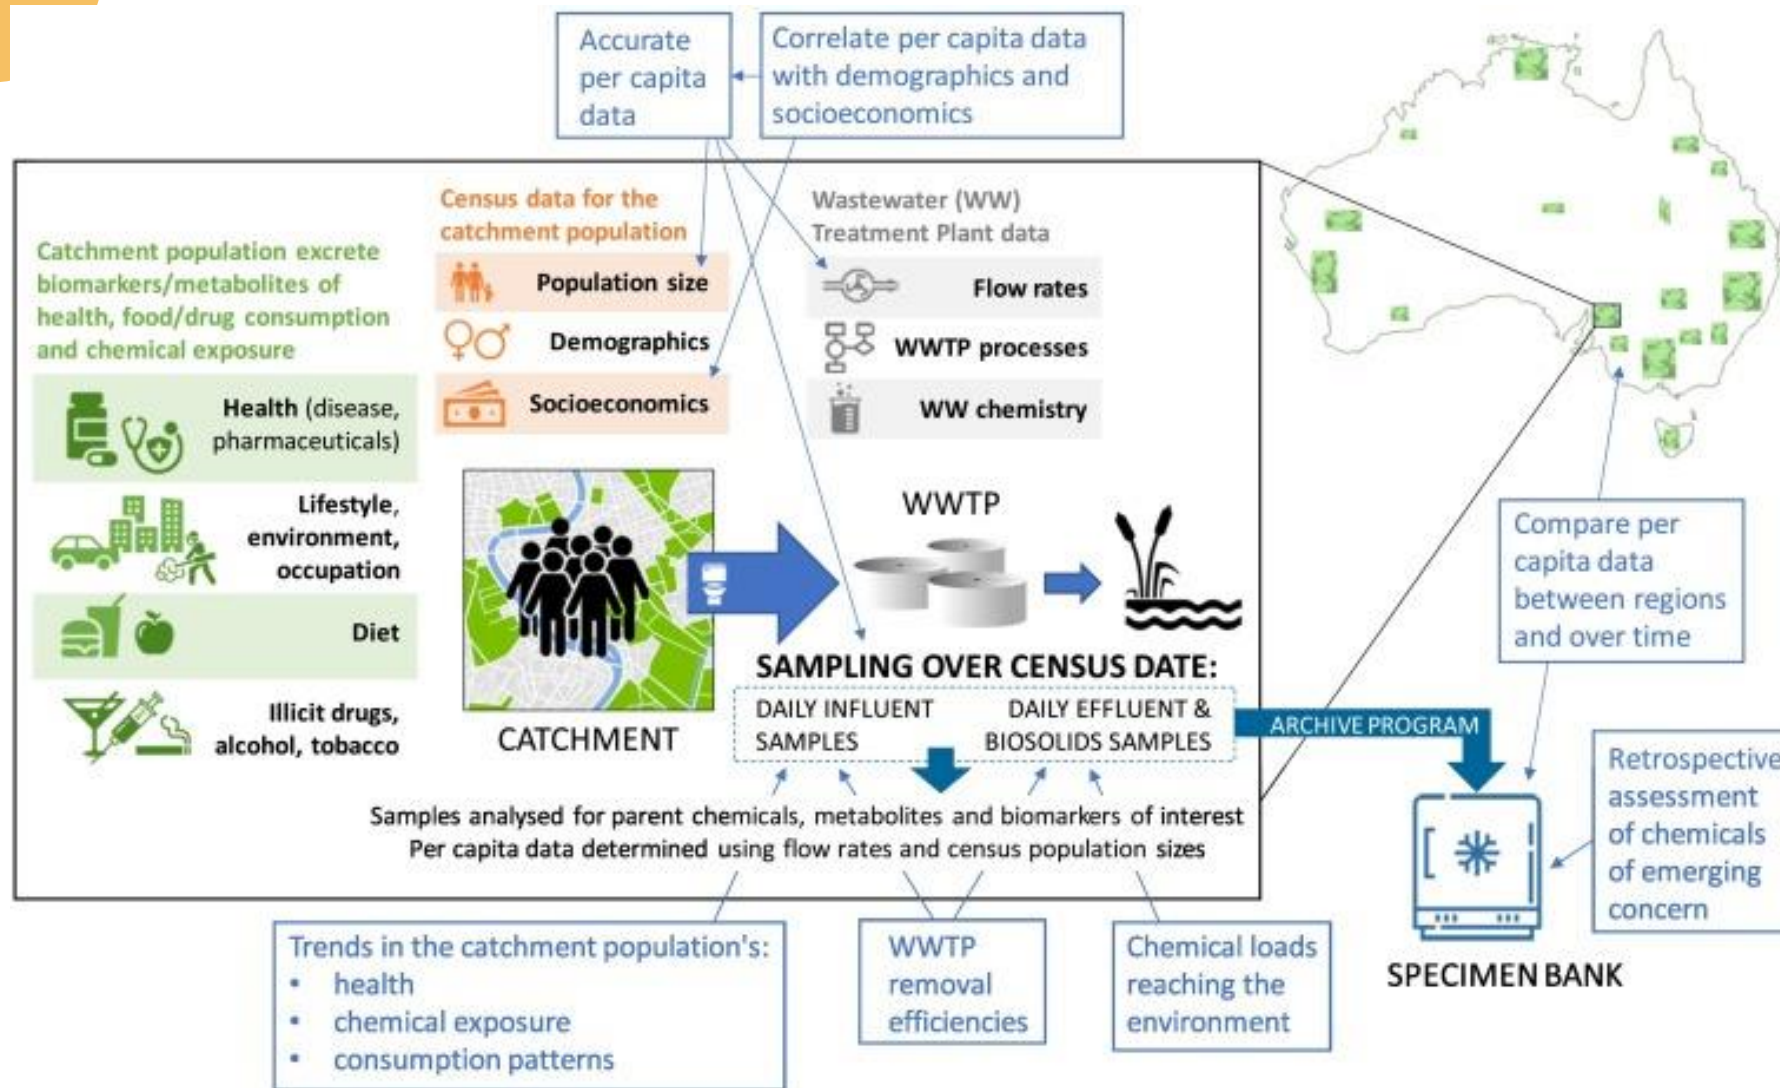 Accurate
per capita
data
Correlate per capita data
with demographics and
socioeconomics
Catchment population excrete
biomarkers/metabolites of
health, food/drug consumption
and chemical exposure
Health (disease,
pharmaceuticals)
Lifestyle,
environment,
occupation
Diet
Illicit drugs,
alcohol, tobacco
Census data for the
catchment population
Population size
Demographics
Socioeconomics
Wastewater (WW)
Treatment Plant data
Flow rates
WWTP processes
WW chemistry
CATCHMENT
WWTP
SAMPLING OVER CENSUS DATE:
DAILY INFLUENT
SAMPLES
DAILY EFFLUENT &
BIOSOLIDS SAMPLES
ARCHIVE PROGRAM
Samples analysed for parent chemicals, metabolites and biomarkers of interest
Per capita data determined using flow rates and census population sizes
Compare per
capita data
between regions
and over time
Retrospective
assessment
of chemicals
of emerging
concern
SPECIMEN BANK
Trends in the catchment population's:
• health
• chemical exposure
• consumption patterns
WWTP
removal
efficiencies
Chemical loads
reaching the
environment